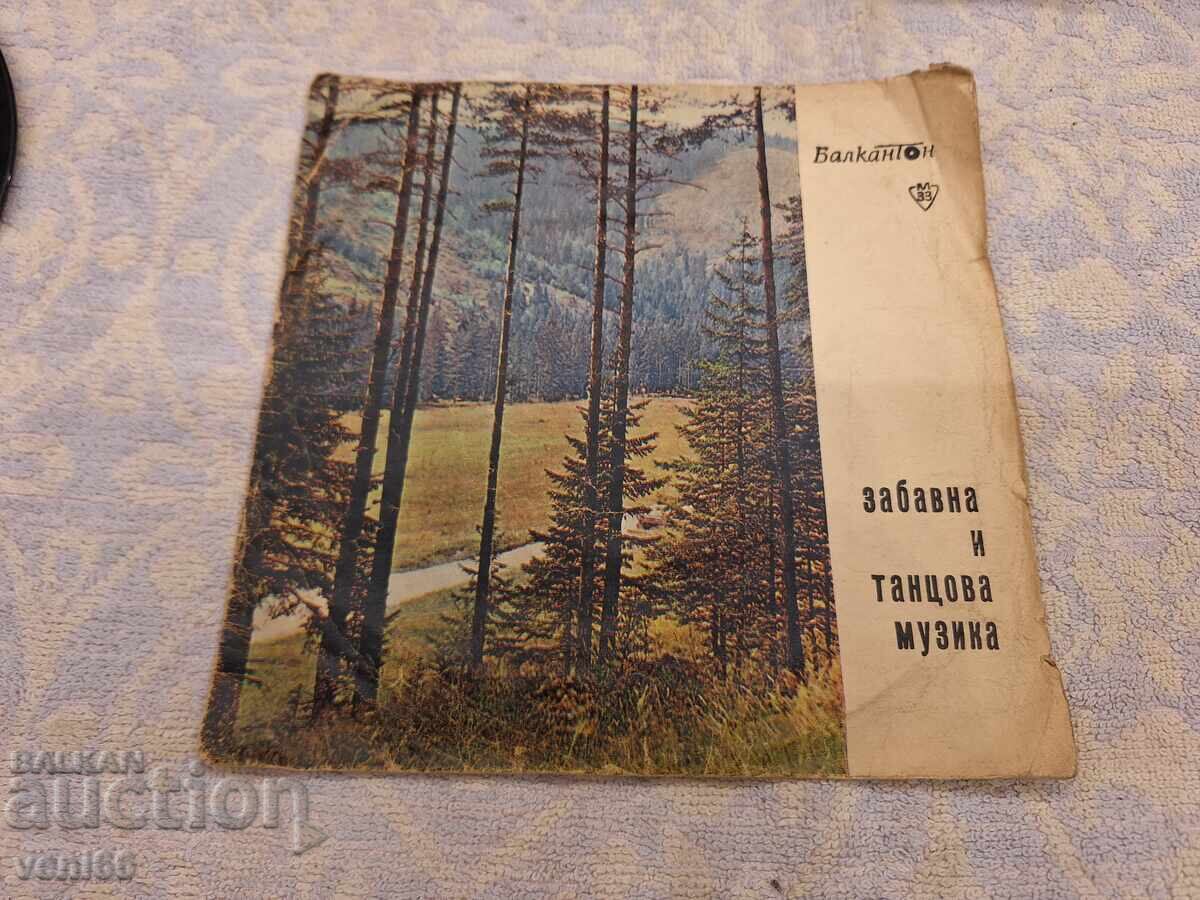 Балкантон
М
33
забавна
и
танцова
музика
BALKAN
auction
veni66